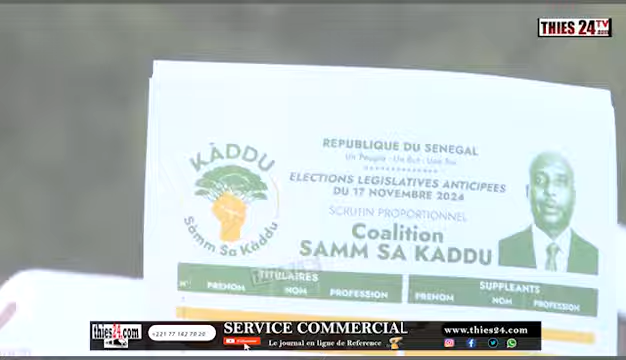 THIES 24 TV
.COM
REPUBLIQUE DU SENEGAL
Un Peuple - Un But - Une Foi
ELECTIONS LEGISLATIVES ANTICIPEES
DU 17 NOVEMBRE 2024
SCRUTIN PROPORTIONNEL
Coalition
SAMM SA KADDU
KÀDDU
Sàmm Sa Kàddu
TITULAIRES
SUPPLEANTS
N° PRENOM NOM PROFESSION
PRENOM NOM PROFESSION
thies24.com
+221 77 142 78 20
SERVICE COMMERCIAL
Le journal en ligne de Reference
www.thies24.com